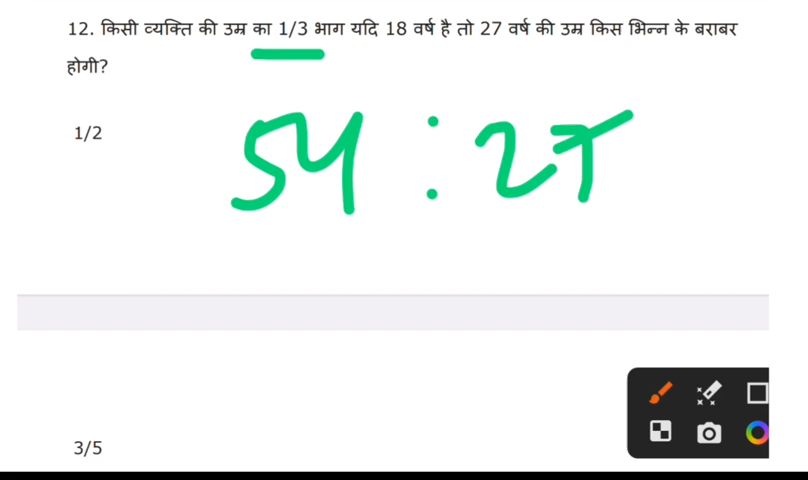 12. किसी व्यक्ति की उम्र का 1/3 भाग यदि 18 वर्ष है तो 27 वर्ष की उम्र किस भिन्न के बराबर
होगी?
1/2
54 : 27
3/5